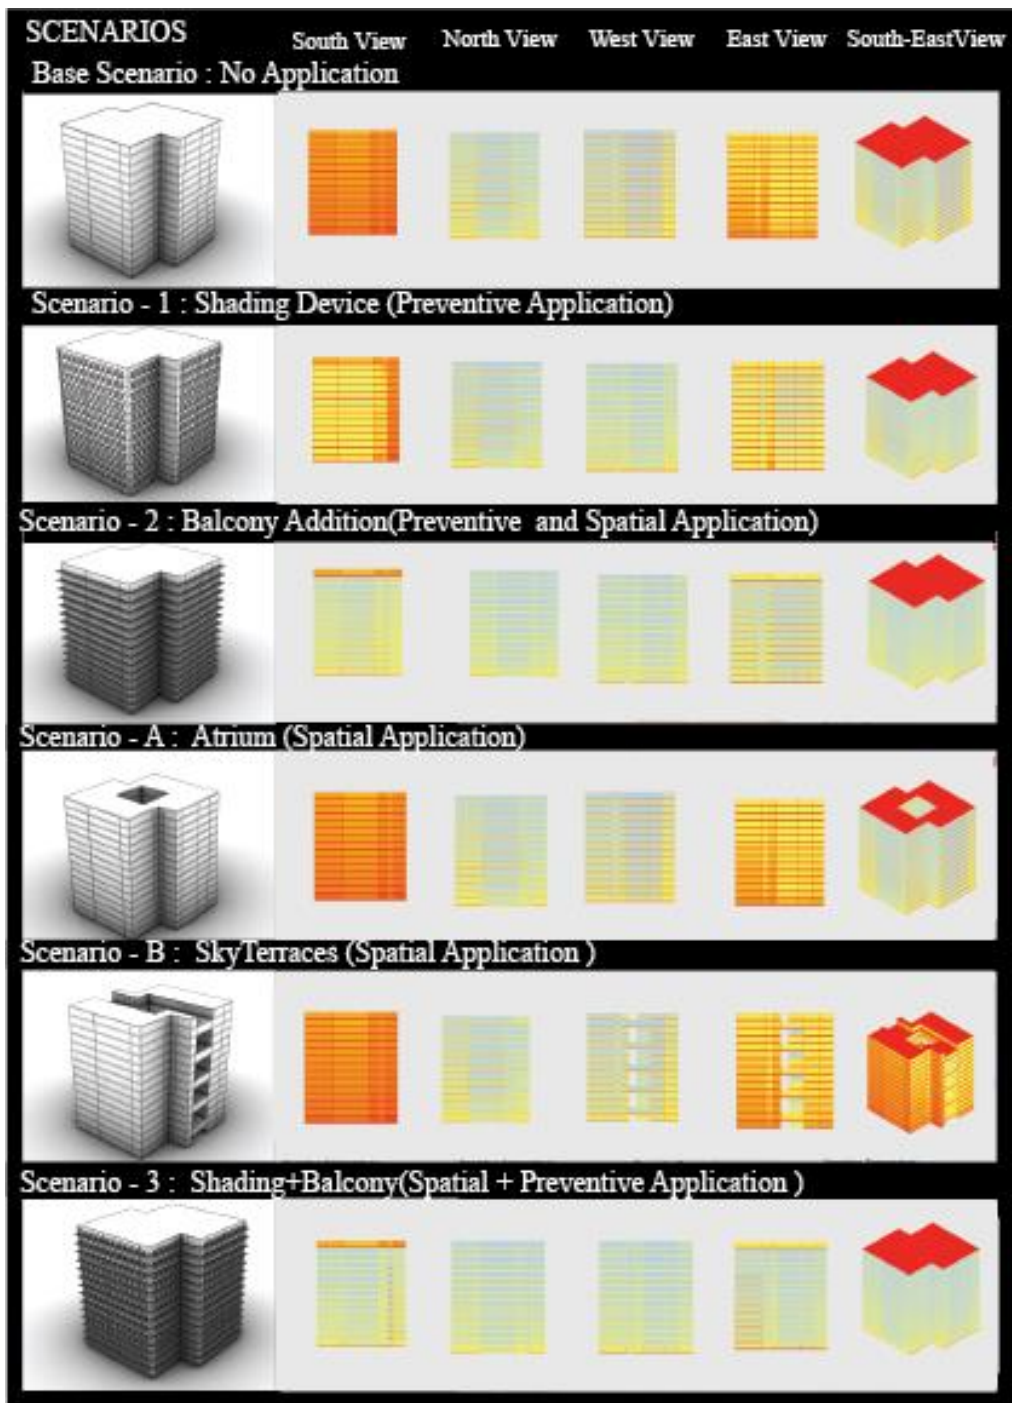 SCENARIOS
South View North View West View East View South-EastView
Base Scenario : No Application
Scenario - 1 : Shading Device (Preventive Application)
Scenario - 2 : Balcony Addition(Preventive and Spatial Application)
Scenario - A : Atrium (Spatial Application)
Scenario - B : SkyTerraces (Spatial Application )
Scenario - 3 : Shading+Balcony(Spatial + Preventive Application )